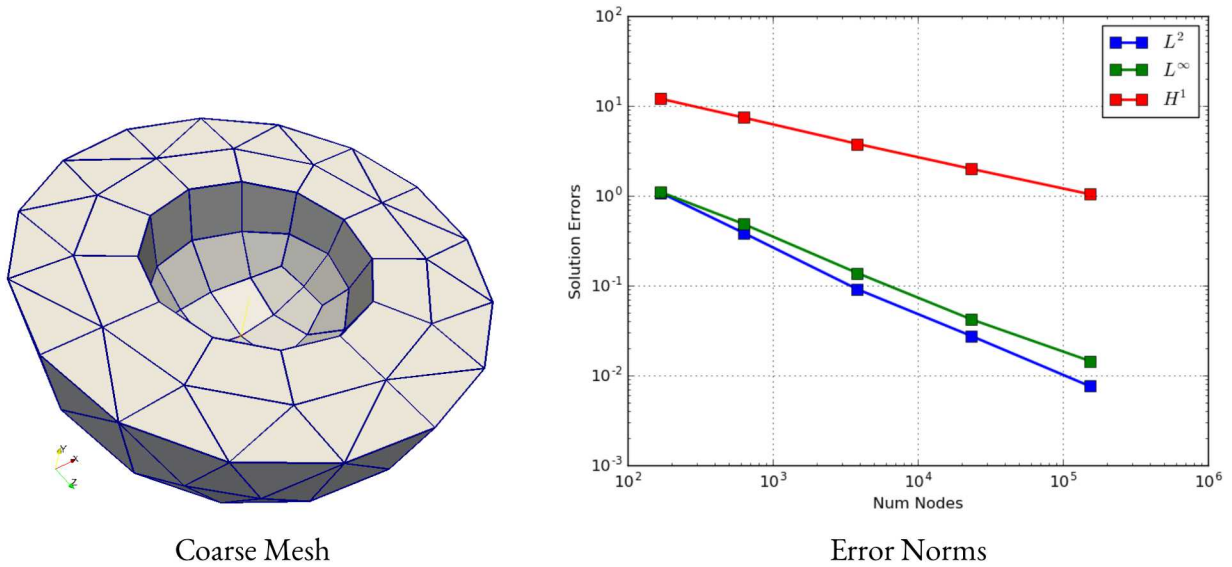 Y
X
Z
Coarse Mesh
10²
10¹
10⁰
10⁻¹
10⁻²
10⁻³
Solution Errors
L²
L^∞
H¹
10²
10³
10⁴
10⁵
10⁶
Num Nodes
Error Norms